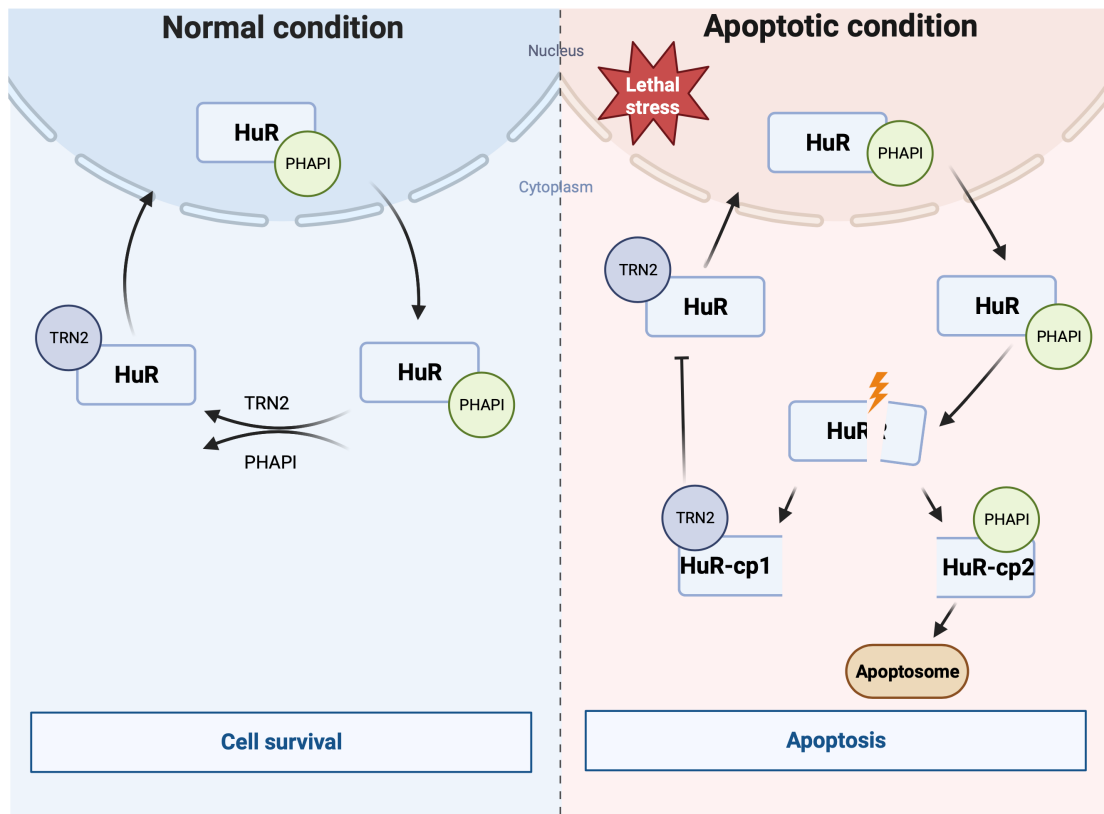 Normal condition
Apoptotic condition
Nucleus
Cytoplasm
HuR
PHAPI
TRN2
HuR
HuR
PHAPI
TRN2
PHAPI
Cell survival
Lethal
stress
HuR
PHAPI
TRN2
HuR
HuR
PHAPI
HuR
TRN2
HuR-cp1
PHAPI
HuR-cp2
Apoptosome
Apoptosis